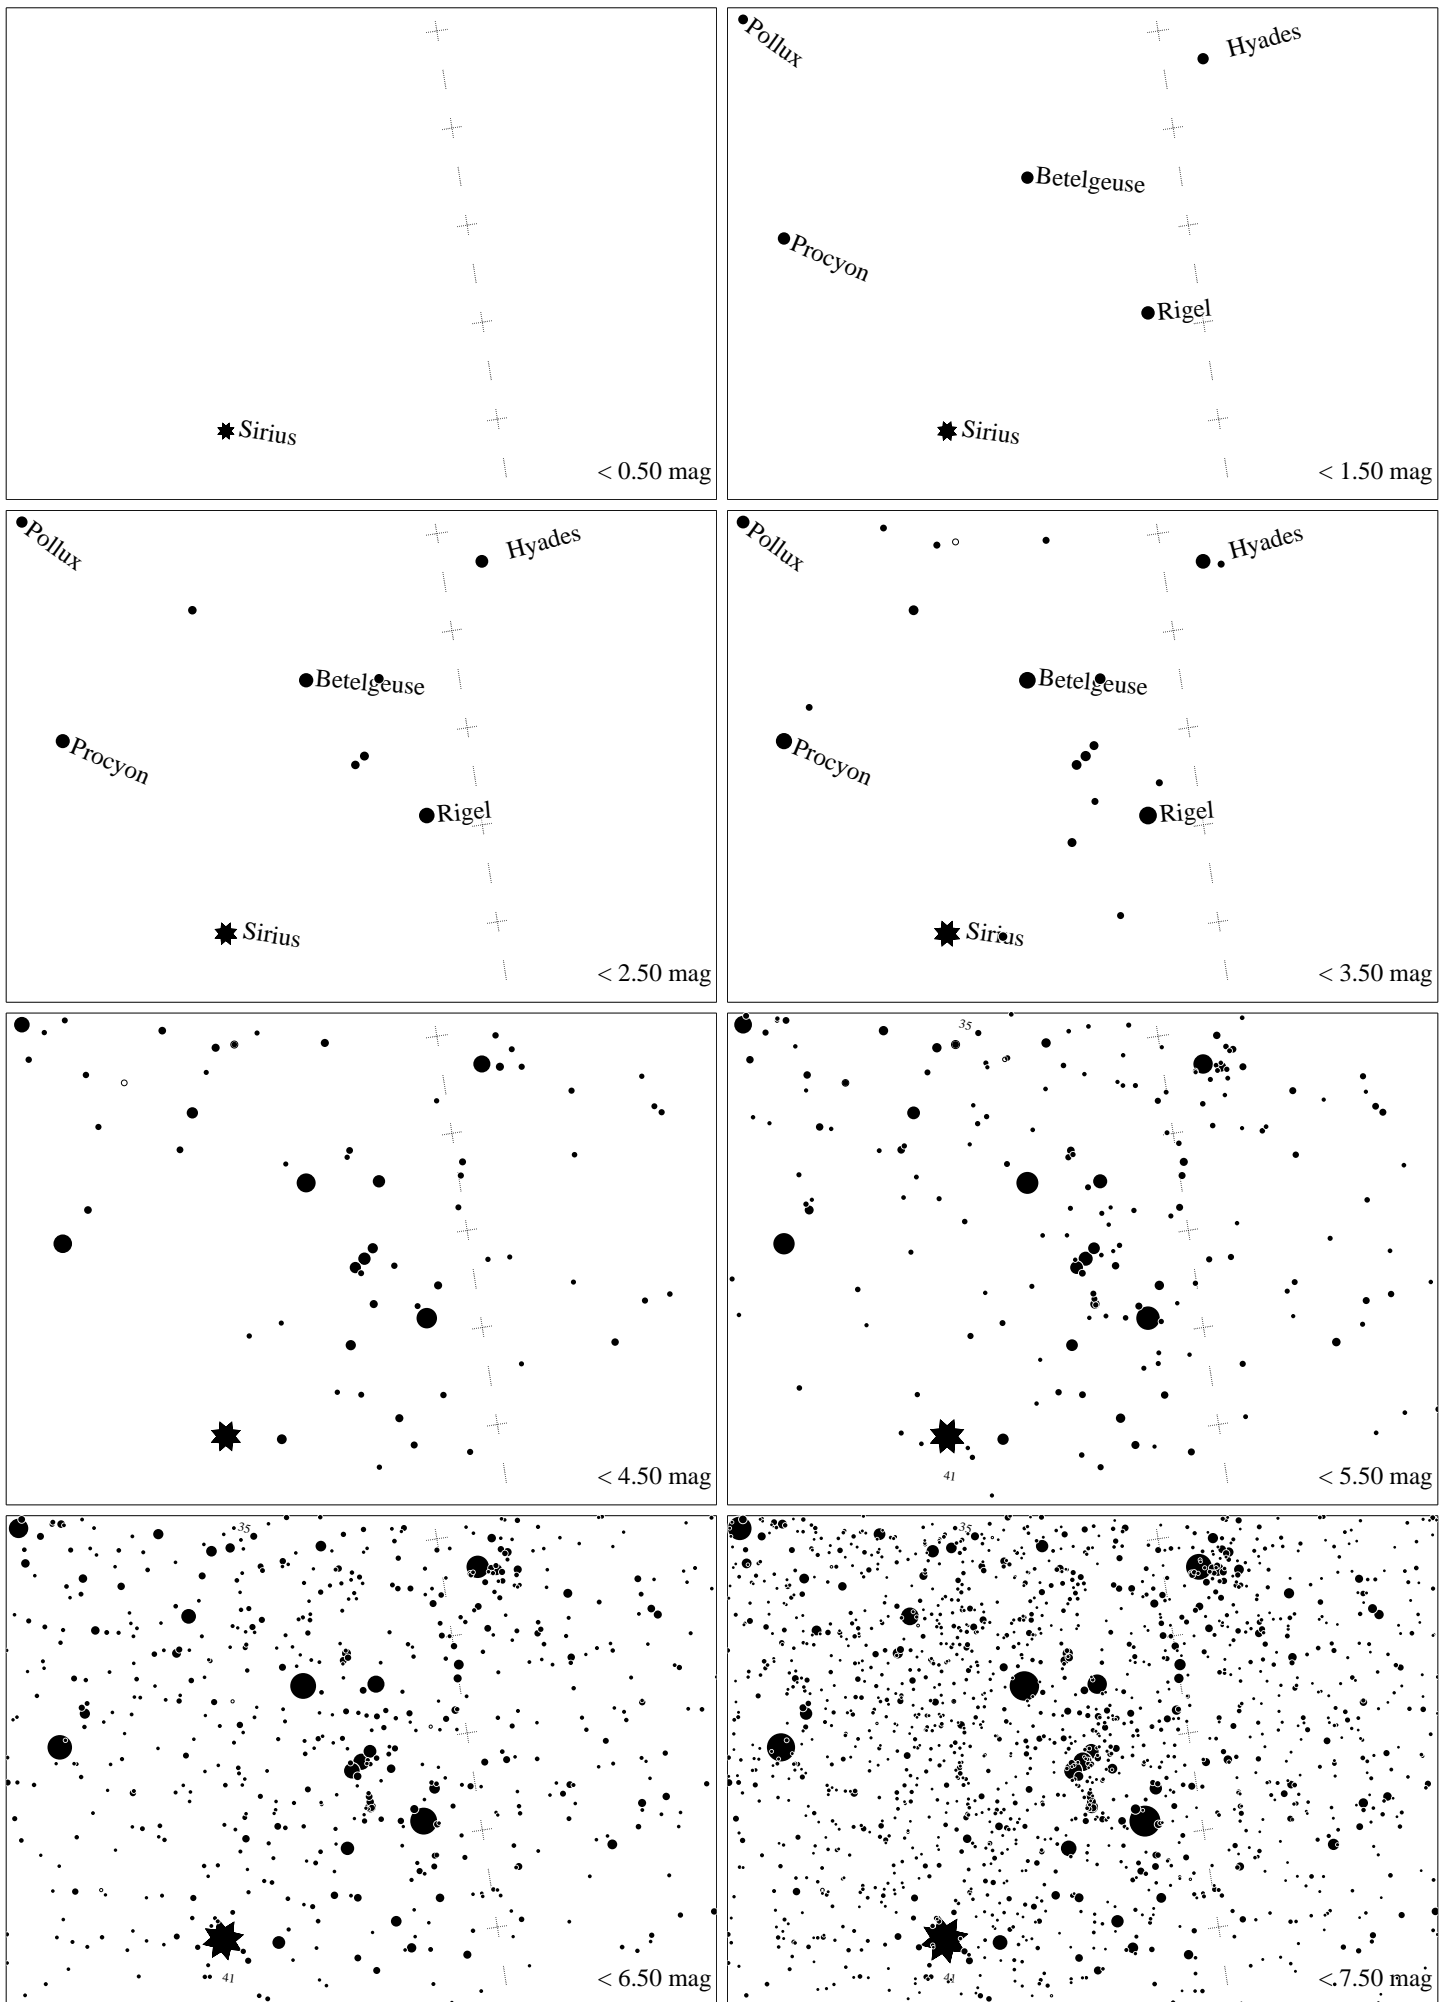 Sirius
< 0.50 mag
Pollux
Hyades
Betelgeuse
Procyon
Rigel
Sirius
< 1.50 mag
Pollux
Hyades
Betelgeuse
Procyon
Rigel
Sirius
< 2.50 mag
Pollux
Hyades
Betelgeuse
Procyon
Rigel
Sirius
< 3.50 mag
< 4.50 mag
35
41
< 5.50 mag
35
41
< 6.50 mag
35
41
< 7.50 mag